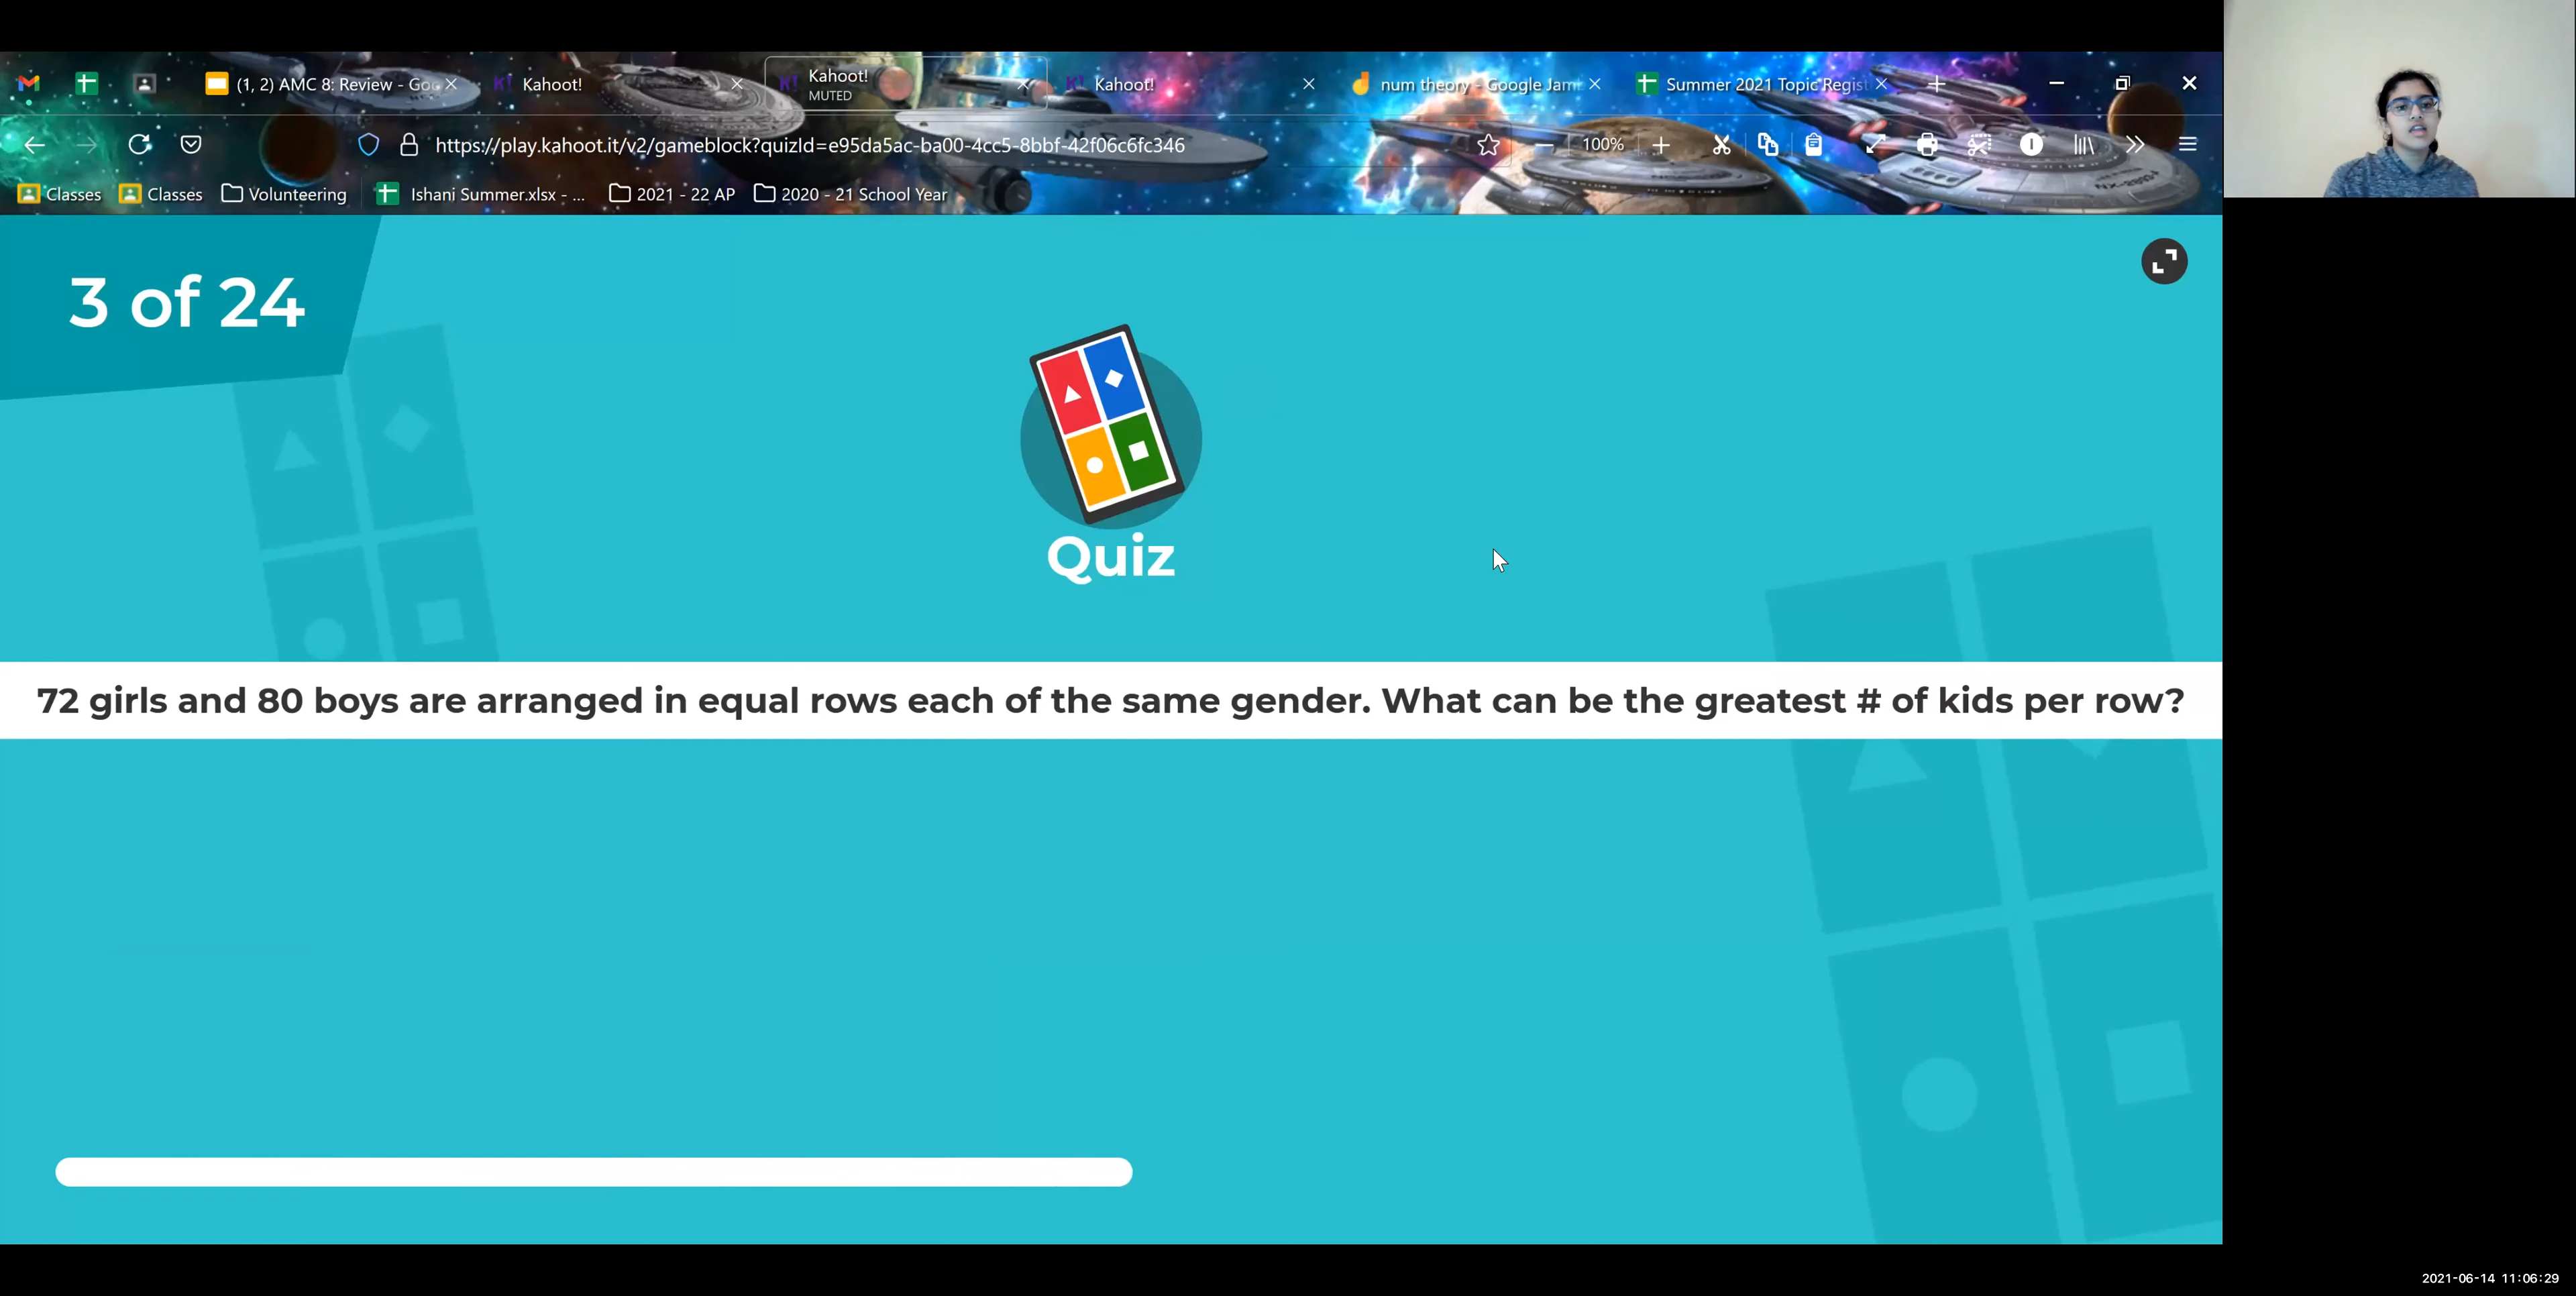 (1, 2) AMC 8: Review - Goo
Kahoot!
Kahoot!
MUTED
Kahoot!
num theory - Google Jam
Summer 2021 Topic Regist
https://play.kahoot.it/v2/gameblock?quizId=e95da5ac-ba00-4cc5-8bbf-42f06c6fc346
100%
Classes
Classes
Volunteering
Ishani Summer.xlsx - ...
2021 - 22 AP
2020 - 21 School Year
3 of 24
Quiz
72 girls and 80 boys are arranged in equal rows each of the same gender. What can be the greatest # of kids per row?
2021-06-14 11:06:29